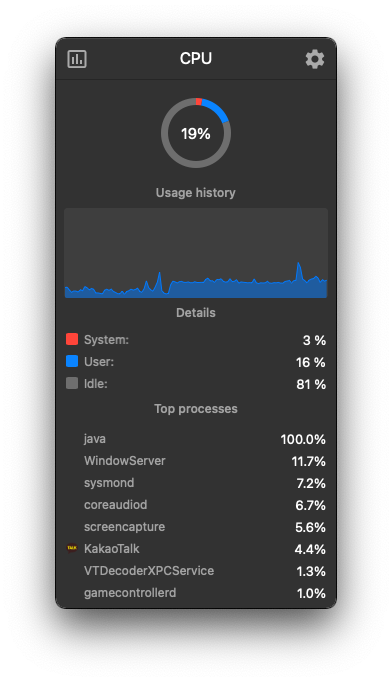 CPU
19%
Usage history
Details
System: 3 %
User: 16 %
Idle: 81 %
Top processes
java 100.0%
WindowServer 11.7%
sysmond 7.2%
coreaudiod 6.7%
screencapture 5.6%
TALK KakaoTalk 4.4%
VTDecoderXPCService 1.3%
gamecontrollerd 1.0%